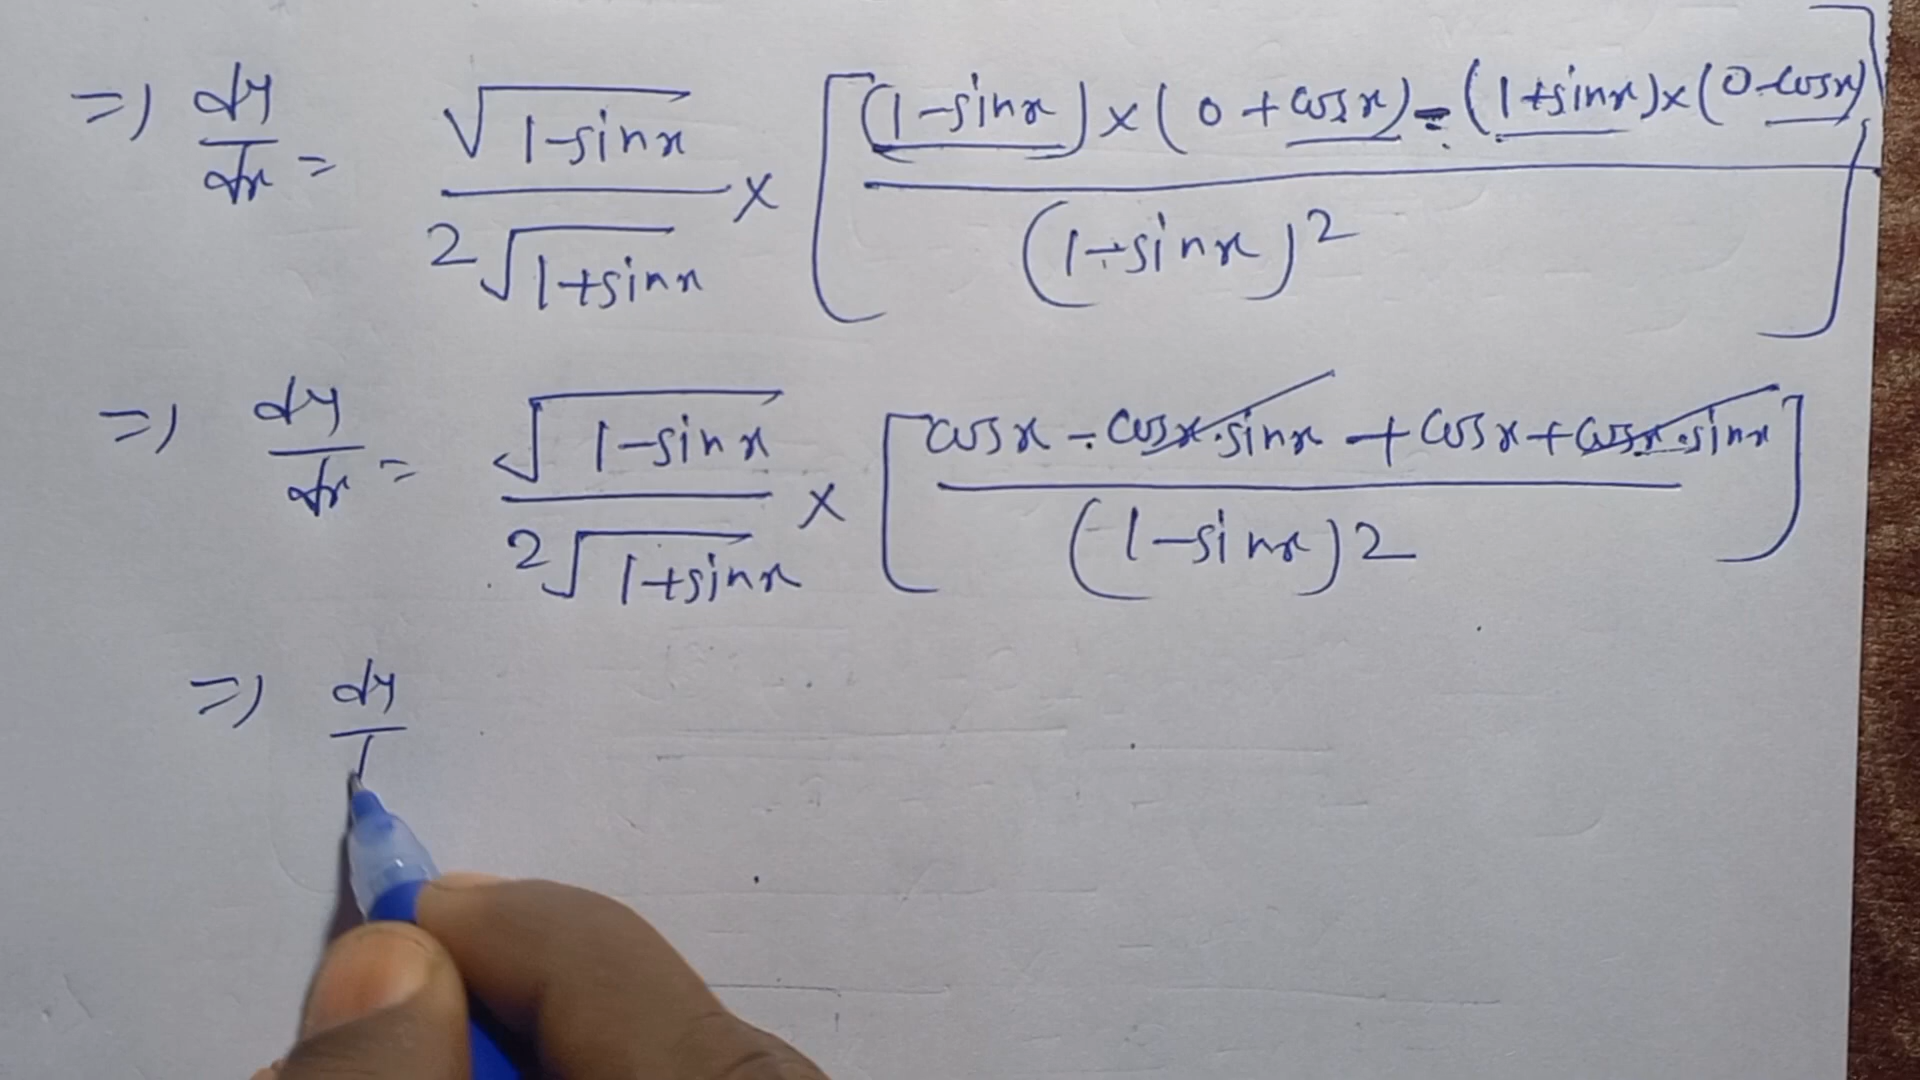 => dy/dx = √(1-sinx) / 2√(1+sinx) × [ (1-sinx)×(0+cosx) - (1+sinx)×(0-cosx) / (1-sinx)² ]
=> dy/dx = √(1-sinx) / 2√(1+sinx) × [ cosx - cosx·sinx + cosx + cosx·sinx / (1-sinx)2 ]
=> dy